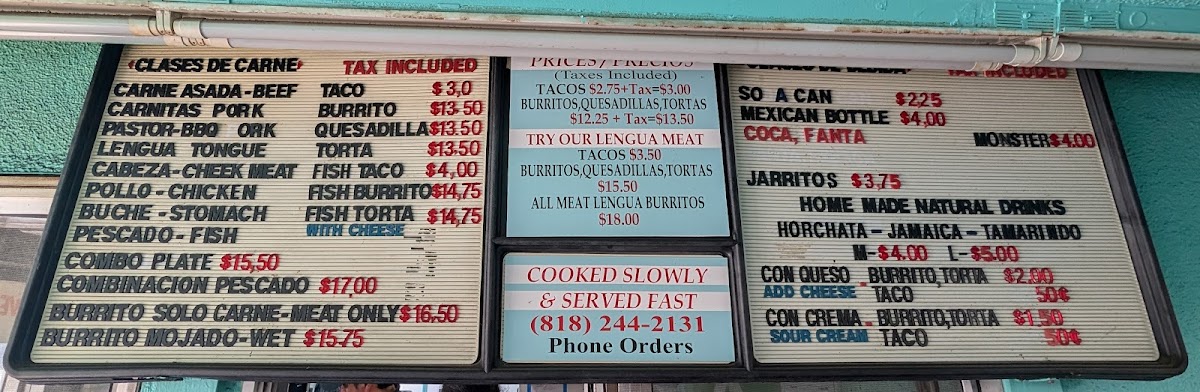 CLASES DE CARNE TAX INCLUDED
CARNE ASADA-BEEF TACO $3,0
CARNITAS PORK BURRITO $13.50
PASTOR-BBQ ORK QUESADILLA $13.50
LENGUA TONGUE TORTA $13.50
CABEZA-CHEEK MEAT FISH TACO $4,00
POLLO-CHICKEN FISH BURRITO $14,75
BUCHE-STOMACH FISH TORTA $14,75
PESCADO-FISH WITH CHEESE
COMBO PLATE $15,50
COMBINACION PESCADO $17,00
BURRITO SOLO CARNE-MEAT ONLY $16.50
BURRITO MOJADO-WET $15.75
PRICES/PRECIOS
(Taxes Included)
TACOS $2.75+Tax=$3.00
BURRITOS,QUESADILLAS,TORTAS
$12.25 + Tax=$13.50
TRY OUR LENGUA MEAT
TACOS $3.50
BURRITOS,QUESADILLAS,TORTAS
$15.50
ALL MEAT LENGUA BURRITOS
$18.00
COOKED SLOWLY
& SERVED FAST
(818) 244-2131
Phone Orders
TAX INCLUDED
SO A CAN $2,25
MEXICAN BOTTLE $4,00
COCA, FANTA MONSTER $4.00
JARRITOS $3,75
HOME MADE NATURAL DRINKS
HORCHATA-JAMAICA-TAMARINDO
M-$4.00 L-$5.00
CON QUESO - BURRITO,TORTA $2,00
ADD CHEESE TACO 50¢
CON CREMA - BURRITO,TORTA $1,50
SOUR CREAM TACO 50¢